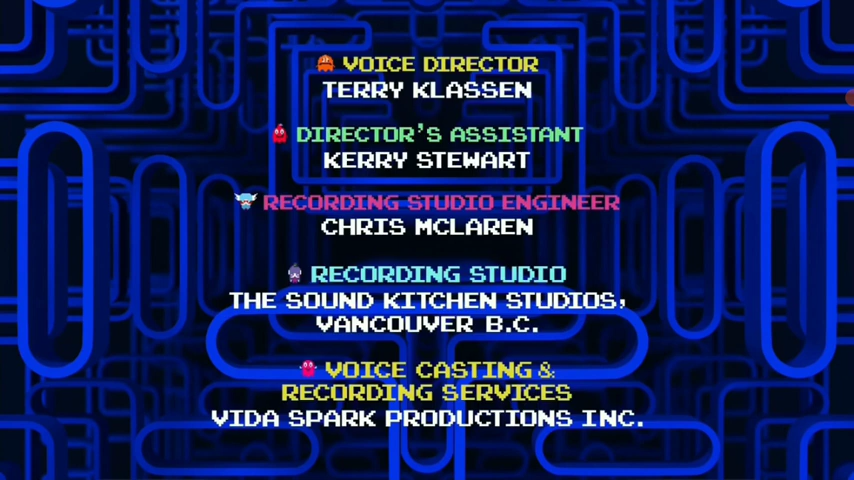 VOICE DIRECTOR
TERRY KLASSEN
DIRECTOR'S ASSISTANT
KERRY STEWART
RECORDING STUDIO ENGINEER
CHRIS MCLAREN
RECORDING STUDIO
THE SOUND KITCHEN STUDIOS,
VANCOUVER B.C.
VOICE CASTING &
RECORDING SERVICES
VIDA SPARK PRODUCTIONS INC.